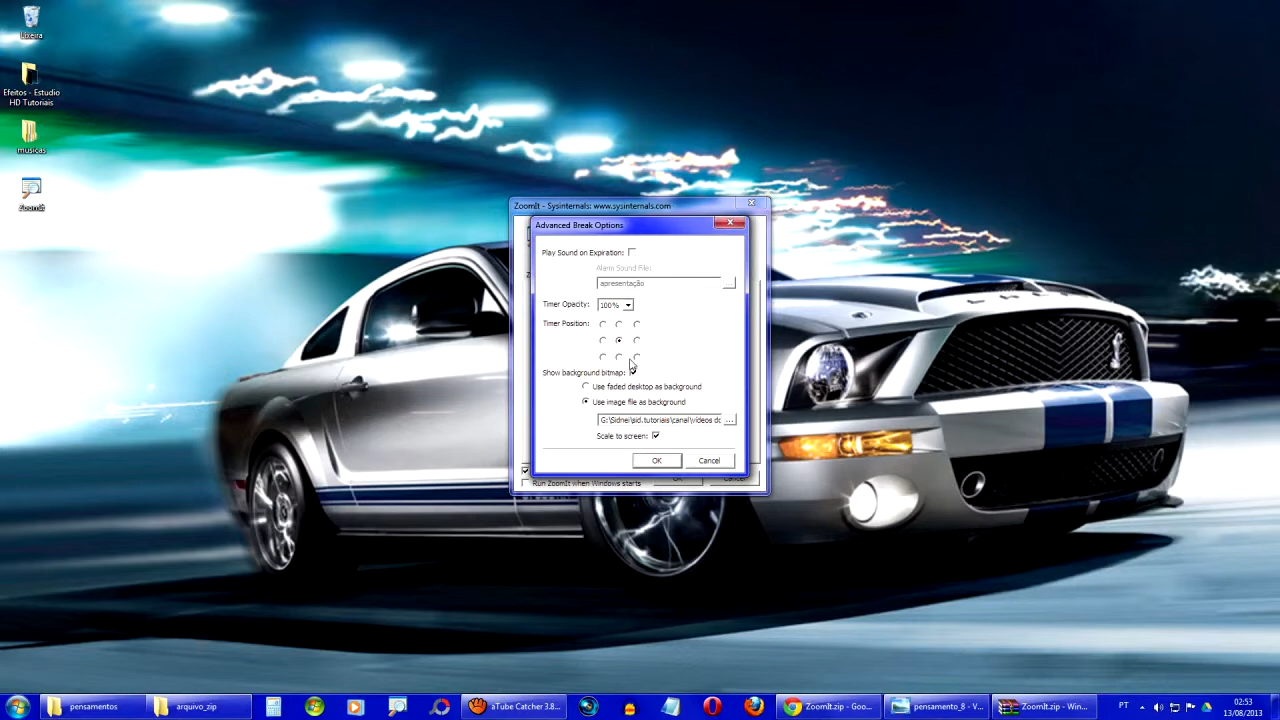 Lixeira
Efeitos - Estudio
HD Tutoriais
musicas
ZoomIt
ZoomIt - Sysinternals: www.sysinternals.com
Advanced Break Options
Play Sound on Expiration:
Alarm Sound File:
apresentação
...
Timer Opacity:
100%
Timer Position:
Show background bitmap:
Use faded desktop as background
Use image file as background
G:\Sidnei\sid.tutoriais\canal\videos dc
...
Scale to screen:
OK
Cancel
Run ZoomIt when Windows starts
OK
Cancel
pensamentos
arquivo_zip
aTube Catcher 3.8...
ZoomIt.zip - Goo...
pensamento_8 - V...
ZoomIt.zip - Win...
PT
02:53
13/08/2013